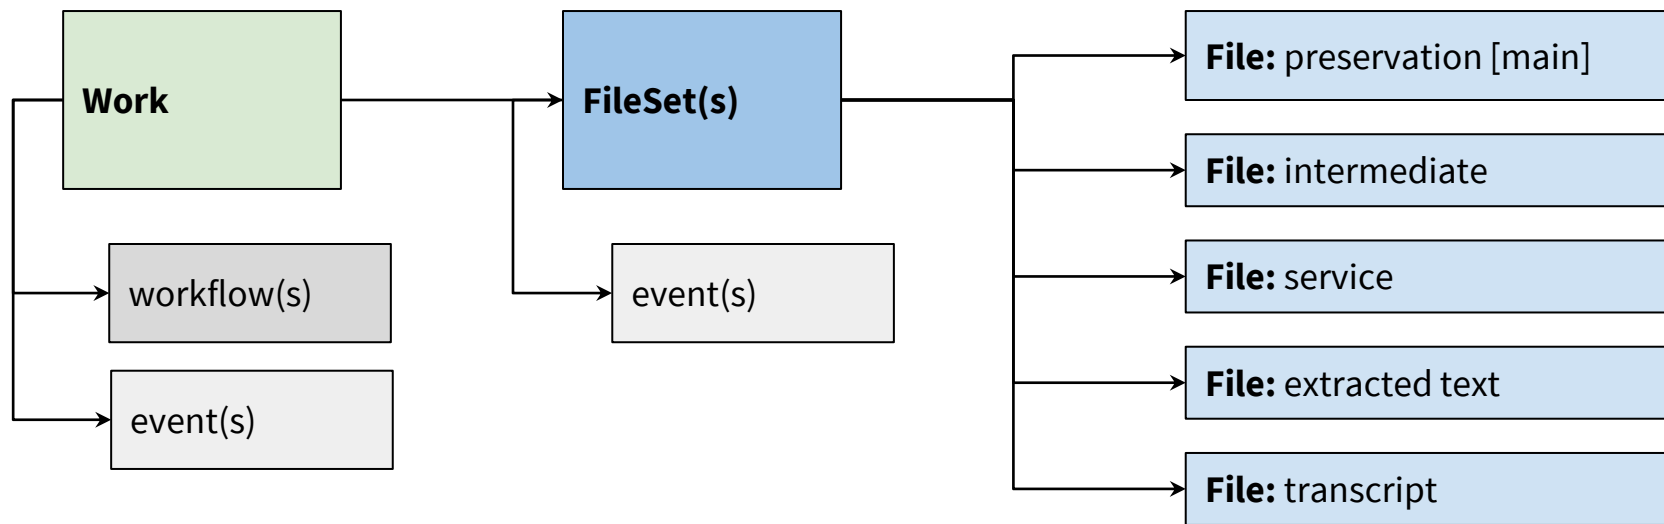 Work
workflow(s)
event(s)
FileSet(s)
event(s)
File: preservation [main]
File: intermediate
File: service
File: extracted text
File: transcript